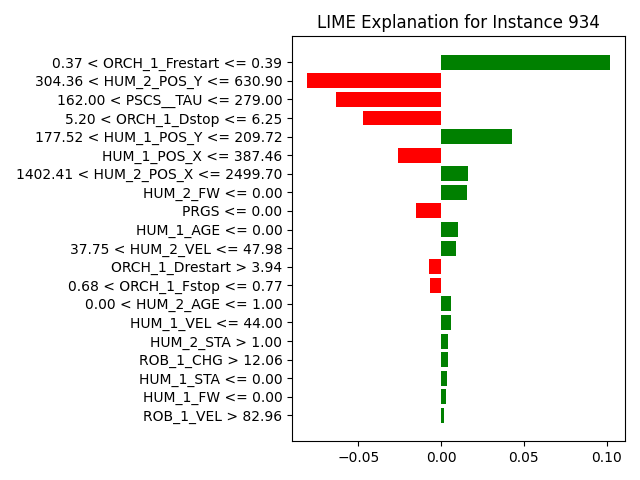 LIME Explanation for Instance 934
0.37 < ORCH_1_Frestart <= 0.39
304.36 < HUM_2_POS_Y <= 630.90
162.00 < PSCS__TAU <= 279.00
5.20 < ORCH_1_Dstop <= 6.25
177.52 < HUM_1_POS_Y <= 209.72
HUM_1_POS_X <= 387.46
1402.41 < HUM_2_POS_X <= 2499.70
HUM_2_FW <= 0.00
PRGS <= 0.00
HUM_1_AGE <= 0.00
37.75 < HUM_2_VEL <= 47.98
ORCH_1_Drestart > 3.94
0.68 < ORCH_1_Fstop <= 0.77
0.00 < HUM_2_AGE <= 1.00
HUM_1_VEL <= 44.00
HUM_2_STA > 1.00
ROB_1_CHG > 12.06
HUM_1_STA <= 0.00
HUM_1_FW <= 0.00
ROB_1_VEL > 82.96
−0.05 0.00 0.05 0.10